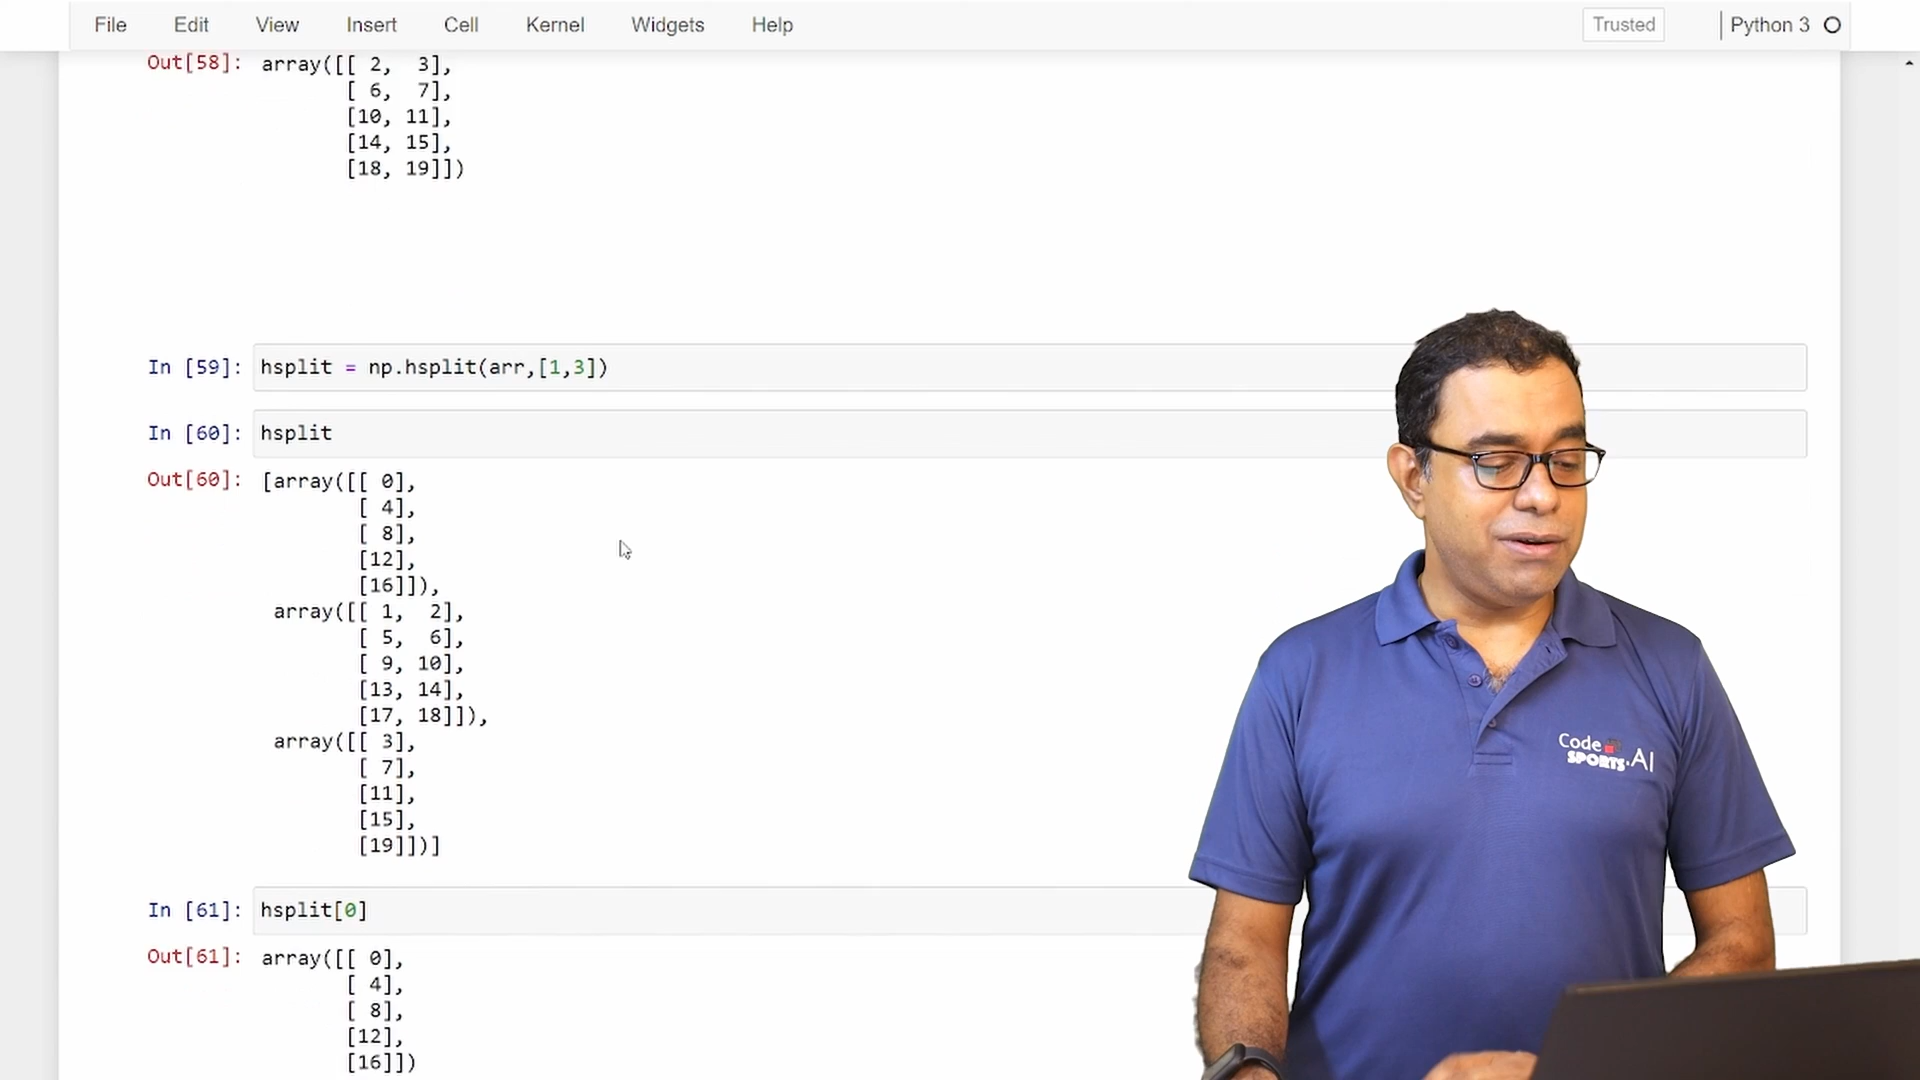 File Edit View Insert Cell Kernel Widgets Help Trusted Python 3
Out[58]: array([[ 2,  3],
[ 6,  7],
[10, 11],
[14, 15],
[18, 19]])
In [59]: hsplit = np.hsplit(arr,[1,3])
In [60]: hsplit
Out[60]: [array([[ 0],
[ 4],
[ 8],
[12],
[16]]),
array([[ 1,  2],
[ 5,  6],
[ 9, 10],
[13, 14],
[17, 18]]),
array([[ 3],
[ 7],
[11],
[15],
[19]])]
In [61]: hsplit[0]
Out[61]: array([[ 0],
[ 4],
[ 8],
[12],
[16]])
Code
SPORTS.AI